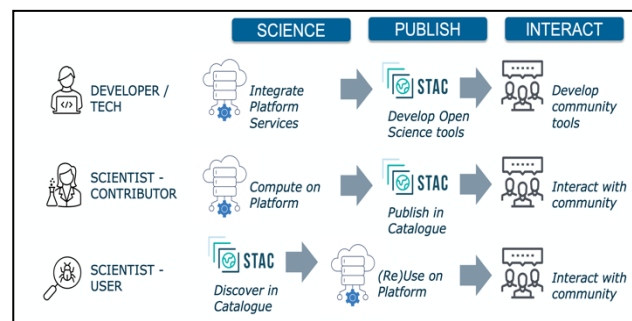 SCIENCE
PUBLISH
INTERACT
DEVELOPER /
TECH
Integrate
Platform
Services
STAC
Develop Open
Science tools
Develop
community
tools
SCIENTIST -
CONTRIBUTOR
Compute on
Platform
STAC
Publish in
Catalogue
Interact with
community
SCIENTIST -
USER
STAC
Discover in
Catalogue
(Re)Use on
Platform
Interact with
community